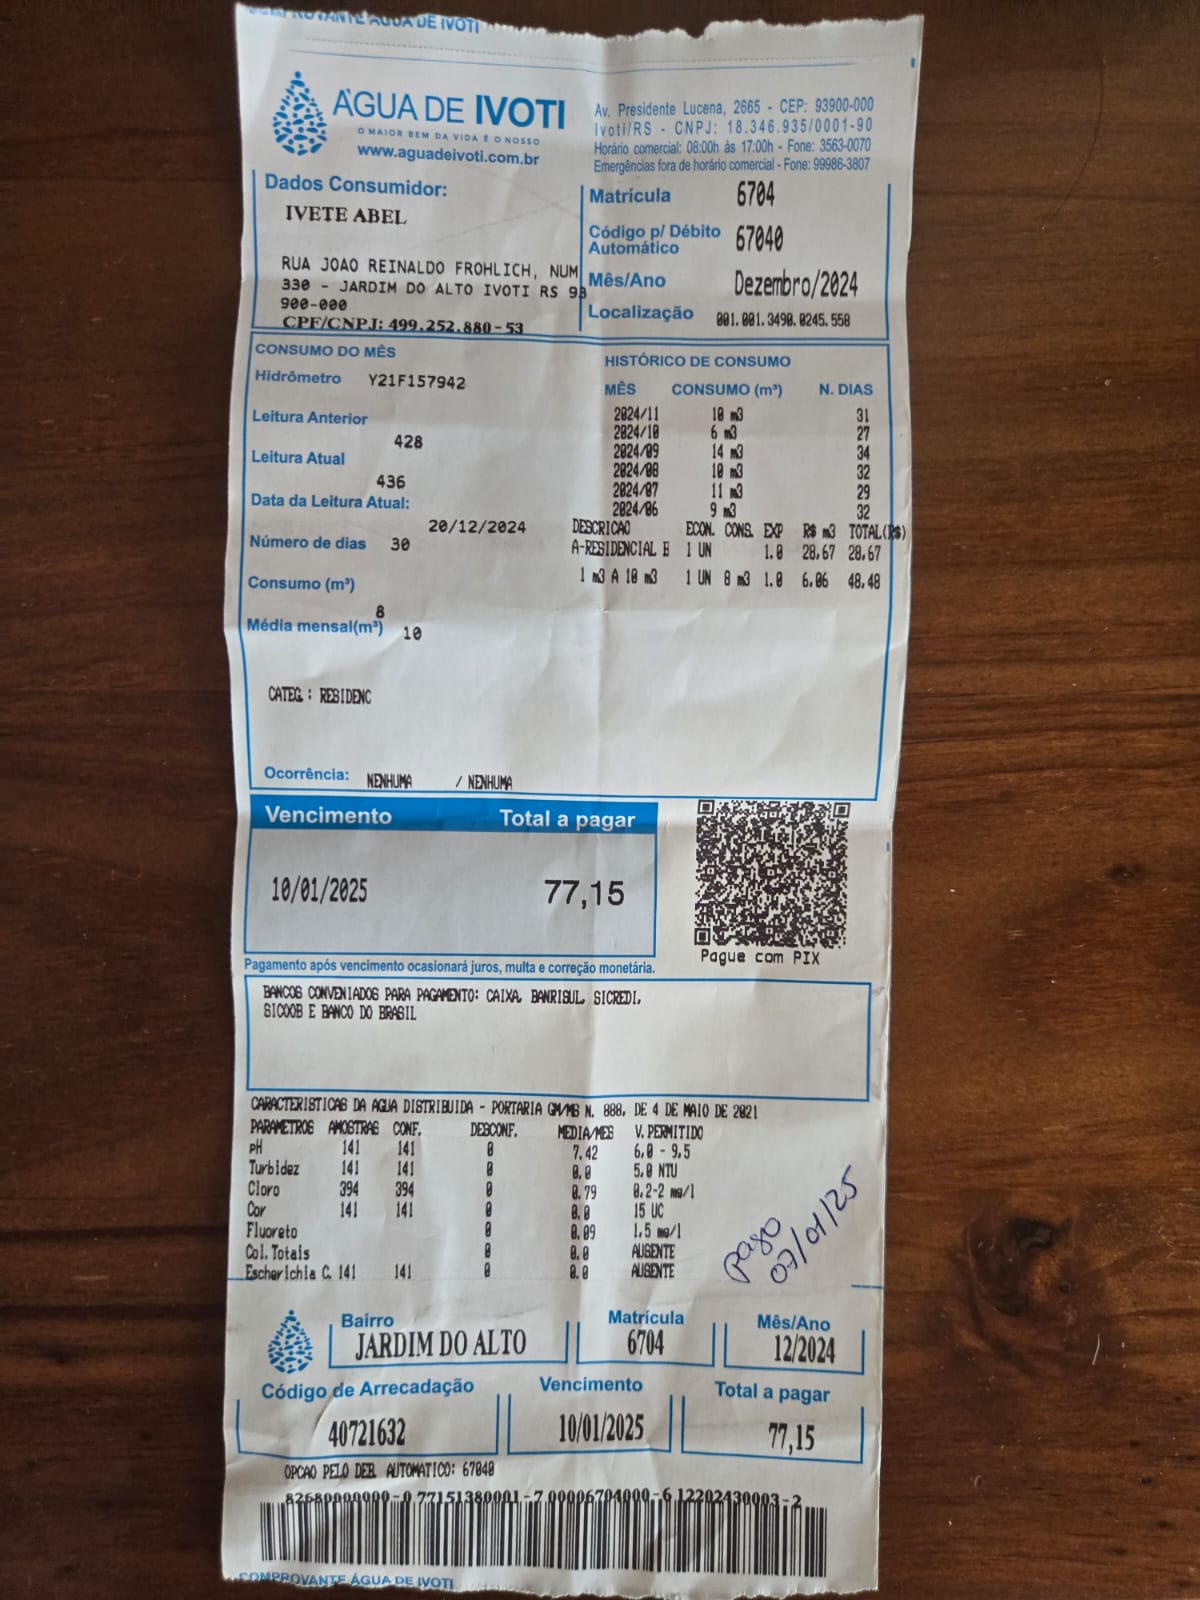 COMPROVANTE ÁGUA DE IVOTI
ÁGUA DE IVOTI
O MAIOR BEM DA VIDA É O NOSSO
www.aguadeivoti.com.br
Av. Presidente Lucena, 2665 - CEP: 93900-000
Ivoti/RS - CNPJ: 18.346.935/0001-90
Horário comercial: 08:00h às 17:00h - Fone: 3563-0070
Emergências fora de horário comercial - Fone: 99986-3807
Dados Consumidor:
IVETE ABEL
RUA JOAO REINALDO FROHLICH, NUM
330 - JARDIM DO ALTO IVOTI RS 93
900-000
CPF/CNPJ: 499.252.880-53
Matrícula 6704
Código p/ Débito
Automático 67040
Mês/Ano Dezembro/2024
Localização 001.001.3490.0245.558
CONSUMO DO MÊS
Hidrômetro Y21F157942
Leitura Anterior
428
Leitura Atual
436
Data da Leitura Atual:
20/12/2024
Número de dias 30
Consumo (m³)
8
Média mensal(m³) 10
CATEG.: RESIDENC
Ocorrência: NENHUMA / NENHUMA
HISTÓRICO DE CONSUMO
MÊS CONSUMO (m³) N. DIAS
2024/11 10 m3 31
2024/10 6 m3 27
2024/09 14 m3 34
2024/08 10 m3 32
2024/07 11 m3 29
2024/06 9 m3 32
DESCRICAO ECON. CONS. EXP R$ m3 TOTAL(R$)
A-RESIDENCIAL B 1 UN 1.0 28,67 28,67
1 m3 A 10 m3 1 UN 8 m3 1.0 6,06 48,48
Vencimento Total a pagar
10/01/2025 77,15
Pague com PIX
Pagamento após vencimento ocasionará juros, multa e correção monetária.
BANCOS CONVENIADOS PARA PAGAMENTO: CAIXA, BANRISUL, SICREDI,
SICOOB E BANCO DO BRASIL
CARACTERISTICAS DA AGUA DISTRIBUIDA - PORTARIA GM/MS N. 888, DE 4 DE MAIO DE 2021
PARAMETROS AMOSTRAS CONF. DESCONF. MEDIA/MES V. PERMITIDO
pH 141 141 0 7.42 6,0 - 9,5
Turbidez 141 141 0 0.0 5,0 NTU
Cloro 394 394 0 0.79 0,2-2 mg/l
Cor 141 141 0 0.0 15 UC
Fluoreto 0 0.09 1,5 mg/l
Col. Totais 0 0.0 AUSENTE
Escherichia C. 141 141 0 0.0 AUSENTE
pago
07/01/25
Bairro JARDIM DO ALTO
Matrícula 6704
Mês/Ano 12/2024
Código de Arrecadação 40721632
Vencimento 10/01/2025
Total a pagar 77,15
OPCAO PELO DEB. AUTOMATICO: 67040
82680000000-0 77151380001-7 00006704000-6 12202430003-2
COMPROVANTE ÁGUA DE IVOTI